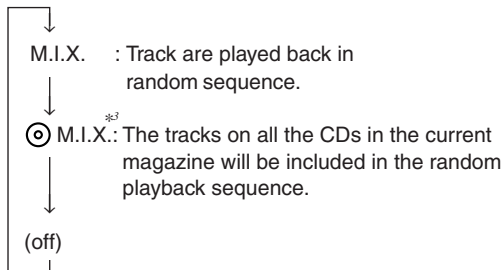 M.I.X. : Track are played back in
random sequence.
M.I.X.*3: The tracks on all the CDs in the current
magazine will be included in the random
playback sequence.
(off)